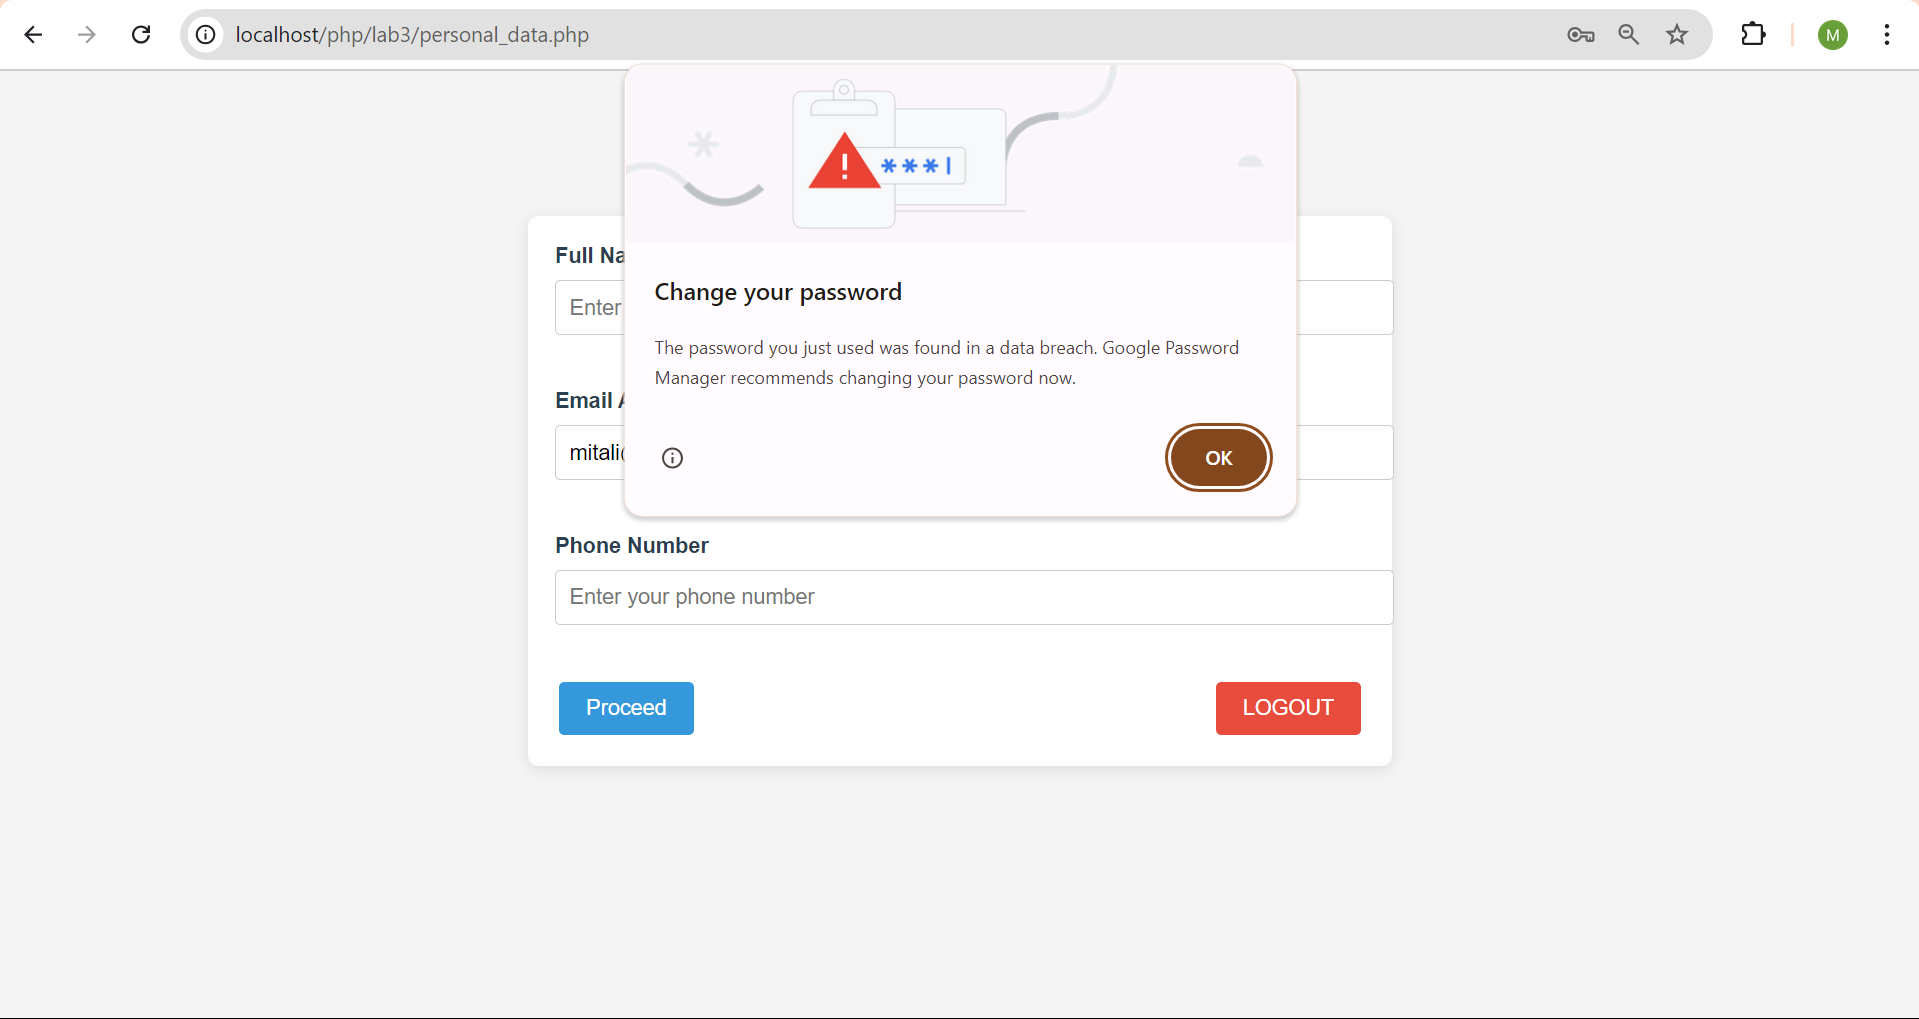 localhost/php/lab3/personal_data.php
M
***
Change your password
The password you just used was found in a data breach. Google Password
Manager recommends changing your password now.
OK
Full Na
Enter
Email
mitali
Phone Number
Enter your phone number
Proceed
LOGOUT